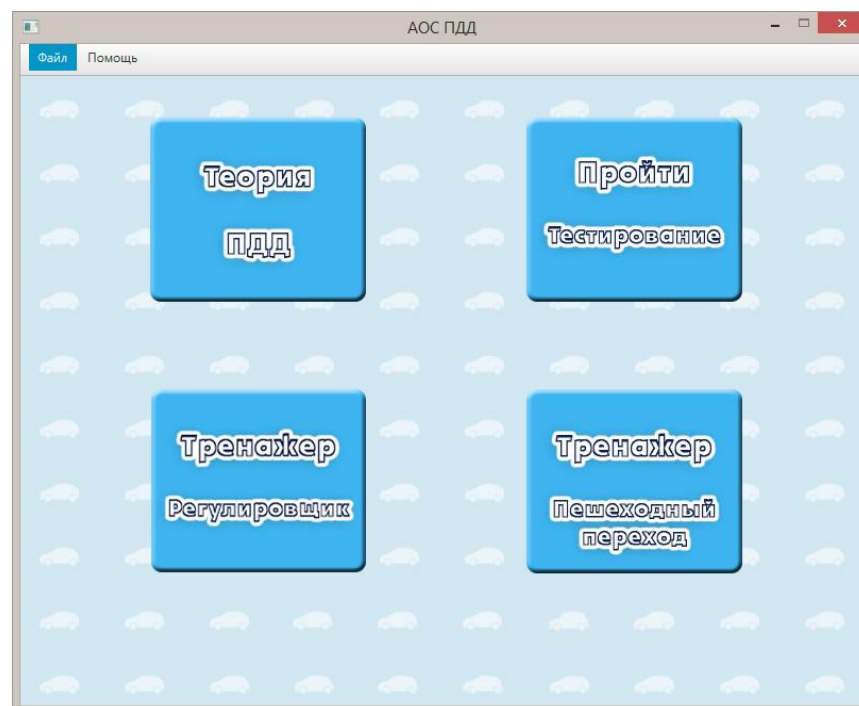 АОС ПДД
Файл Помощь
Теория
ПДД
Пройти
Тестирование
Тренажер
Регулировщик
Тренажер
Пешеходный
переход